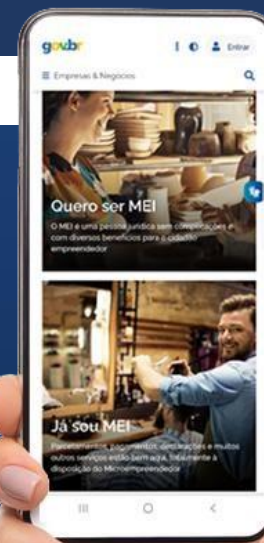 gov.br
Entrar
Empresas & Negócios
Quero ser MEI
O MEI é uma pessoa jurídica sem complicações e
com diversos benefícios para o cidadão
empreendedor
Já sou MEI
Parcelamentos, pagamentos, declarações e muitos
outros serviços estão bem aqui, totalmente à
disposição do Microempreendedor